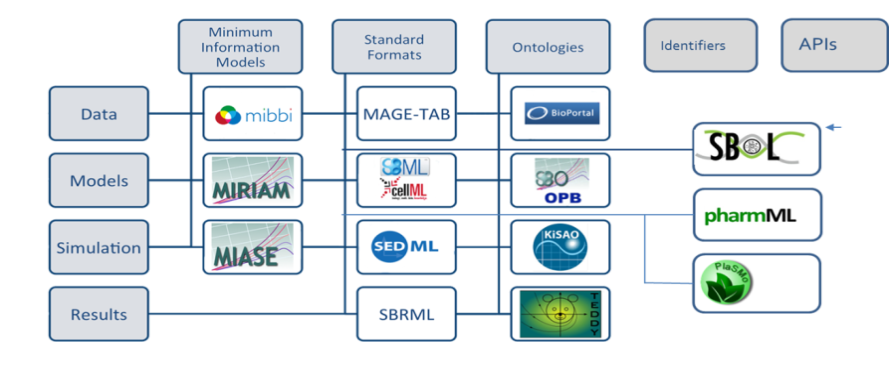 Minimum
Information
Models
Standard
Formats
Ontologies
Identifiers
APIs
Data
mibbi
MAGE-TAB
BioPortal
SBOL
Models
MIRIAM
SBML
cellML
SBO
OPB
pharmML
Simulation
MIASE
SED ML
KiSAO
PlaSMo
Results
SBRML
TEDDY